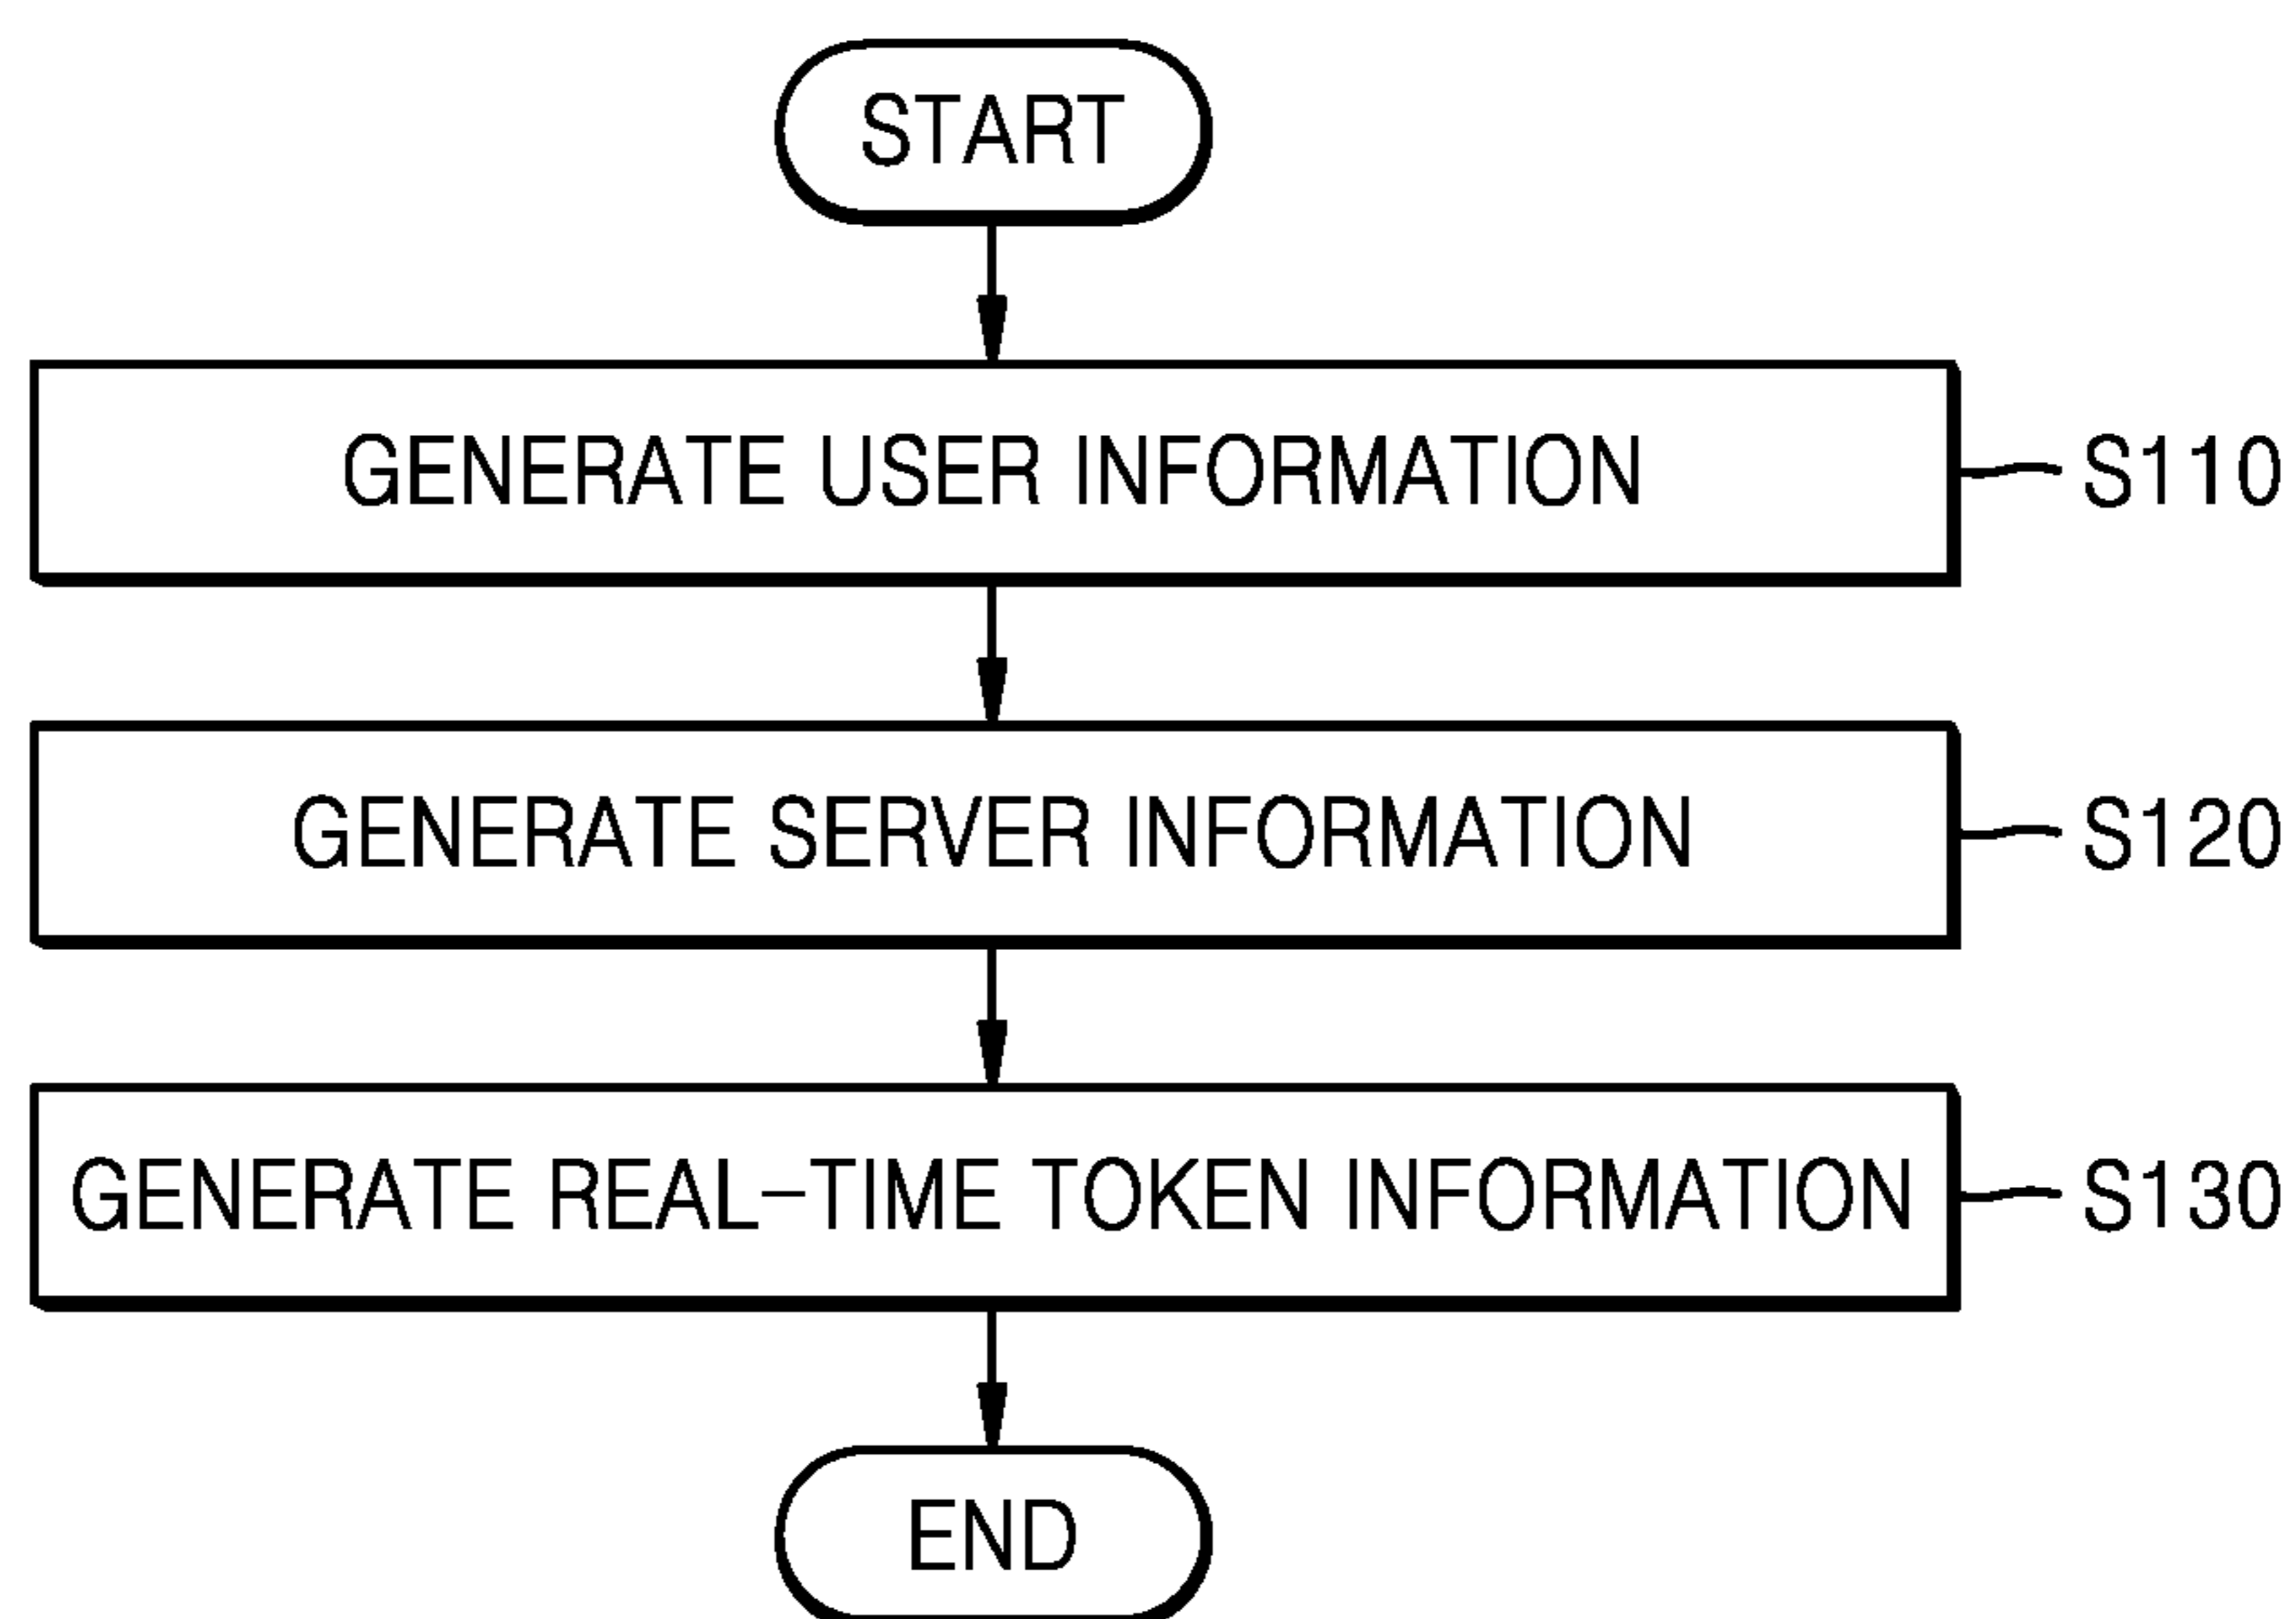 START
GENERATE USER INFORMATION S110
GENERATE SERVER INFORMATION S120
GENERATE REAL-TIME TOKEN INFORMATION S130
END